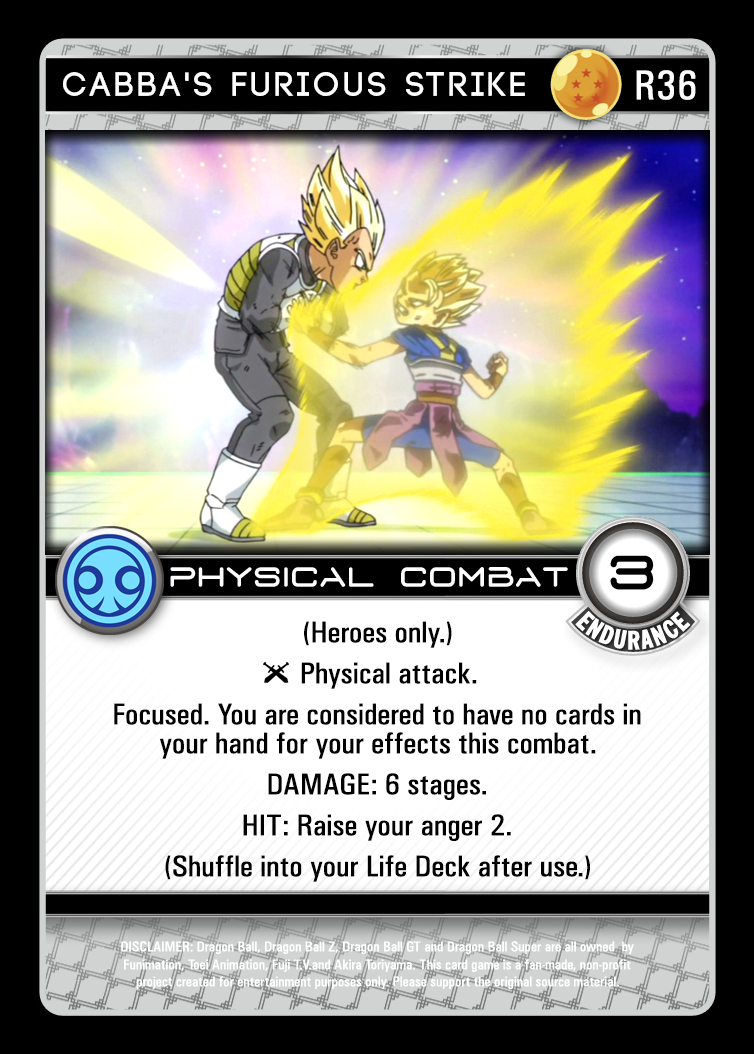 CABBA'S FURIOUS STRIKE R36
PHYSICAL COMBAT 3
ENDURANCE
(Heroes only.)
Physical attack.
Focused. You are considered to have no cards in
your hand for your effects this combat.
DAMAGE: 6 stages.
HIT: Raise your anger 2.
(Shuffle into your Life Deck after use.)
DISCLAIMER: Dragon Ball, Dragon Ball Z, Dragon Ball GT and Dragon Ball Super are all owned by
Funimation, Toei Animation, Fuji T.V.and Akira Toriyama. This card game is a fan-made, non-profit
project created for entertainment purposes only. Please support the original source material.